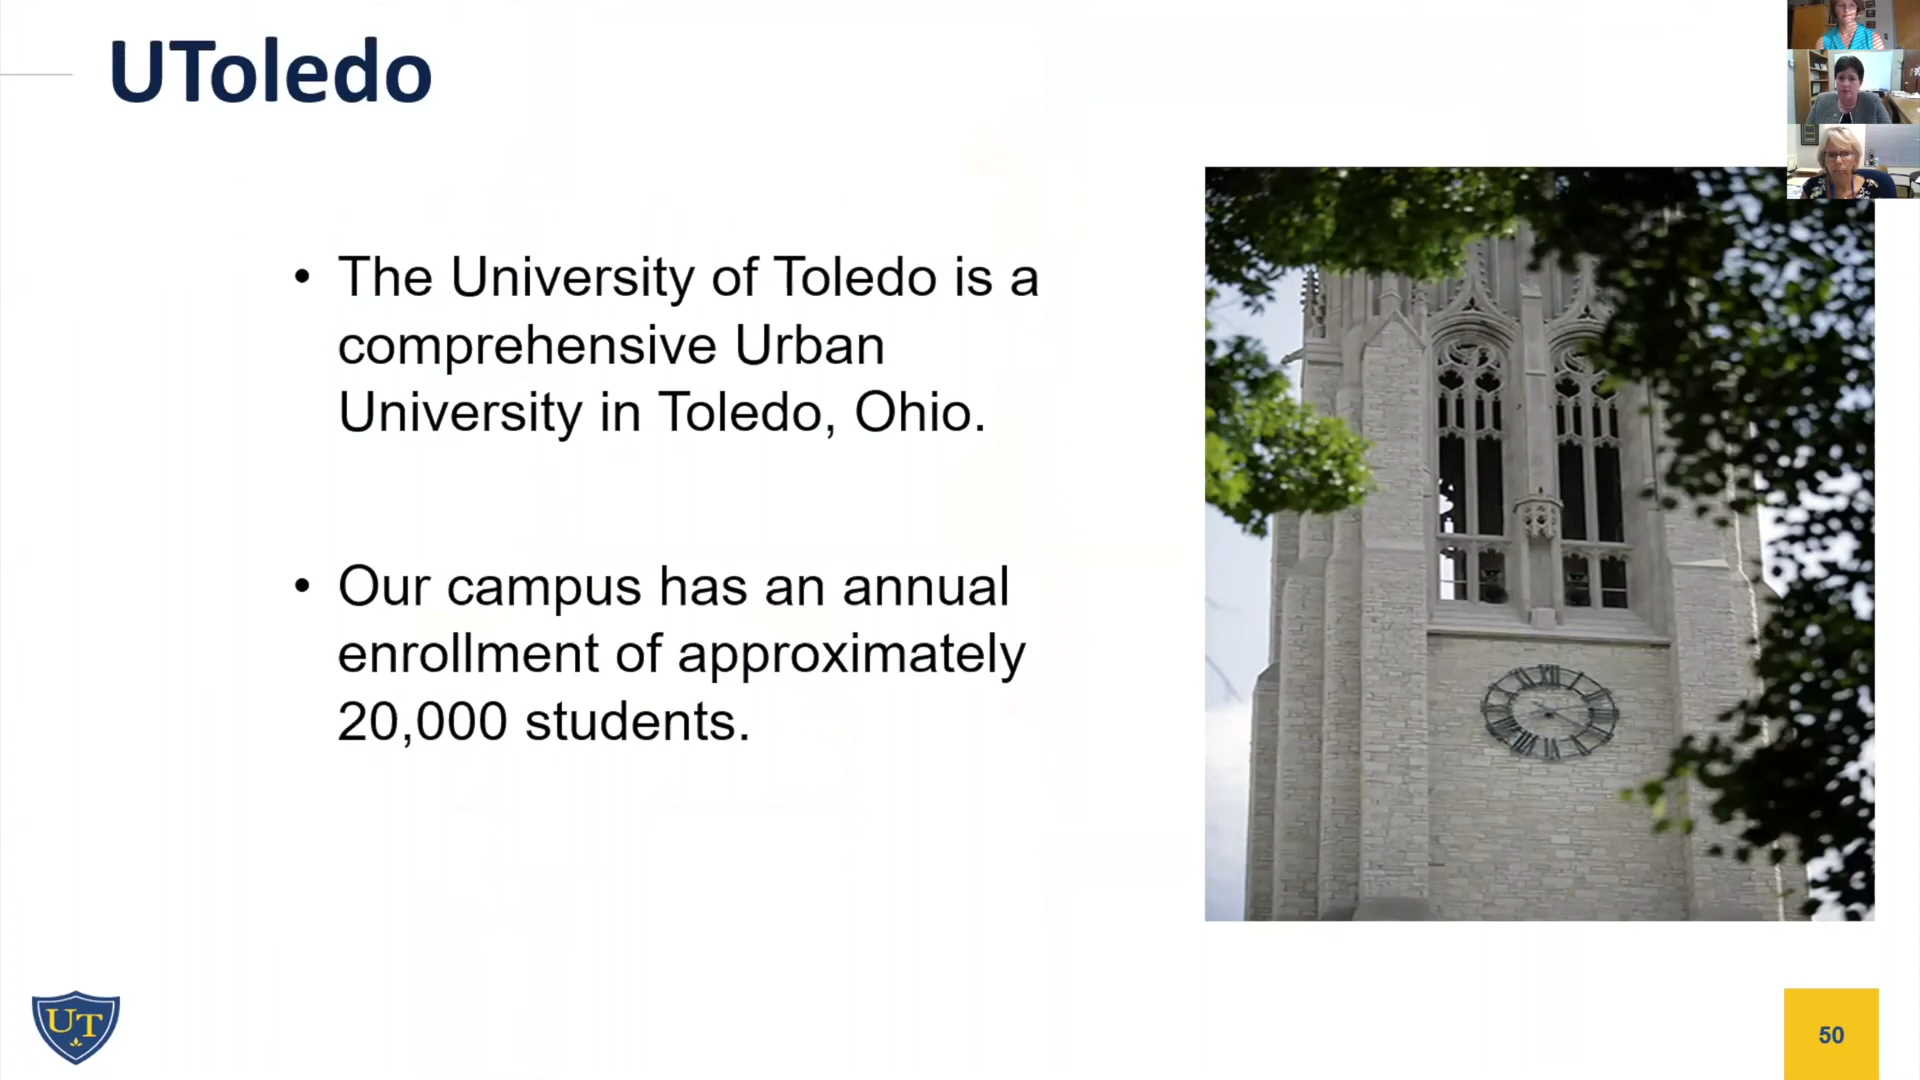 UToledo
• The University of Toledo is a
comprehensive Urban
University in Toledo, Ohio.
• Our campus has an annual
enrollment of approximately
20,000 students.
UT
50